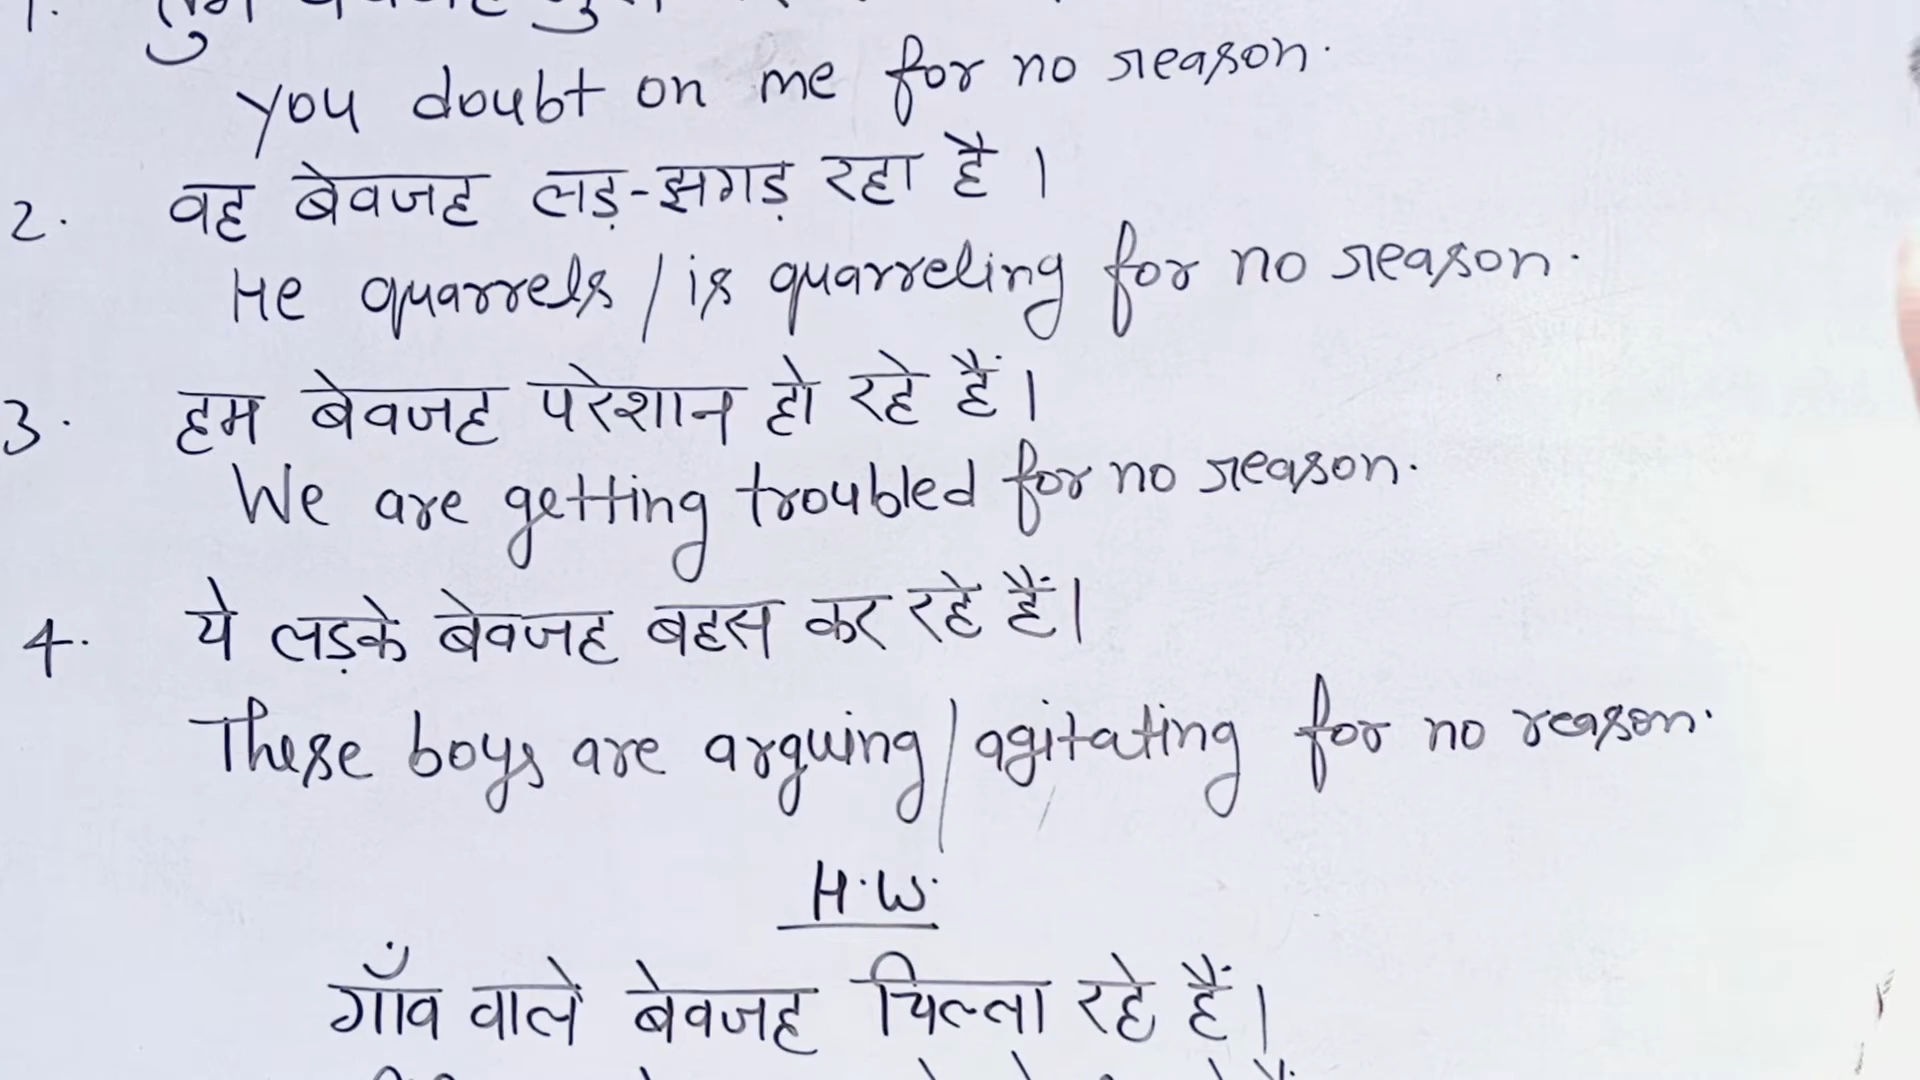 1.
You doubt on me for no reason.
2. वह बेवजह लड़-झगड़ रहा है।
He quarrels / is quarreling for no reason.
3. हम बेवजह परेशान हो रहे हैं।
We are getting troubled for no reason.
4. ये लड़के बेवजह बहस कर रहे हैं।
These boys are arguing / agitating for no reason.
H.W.
गाँव वाले बेवजह चिल्ला रहे हैं।